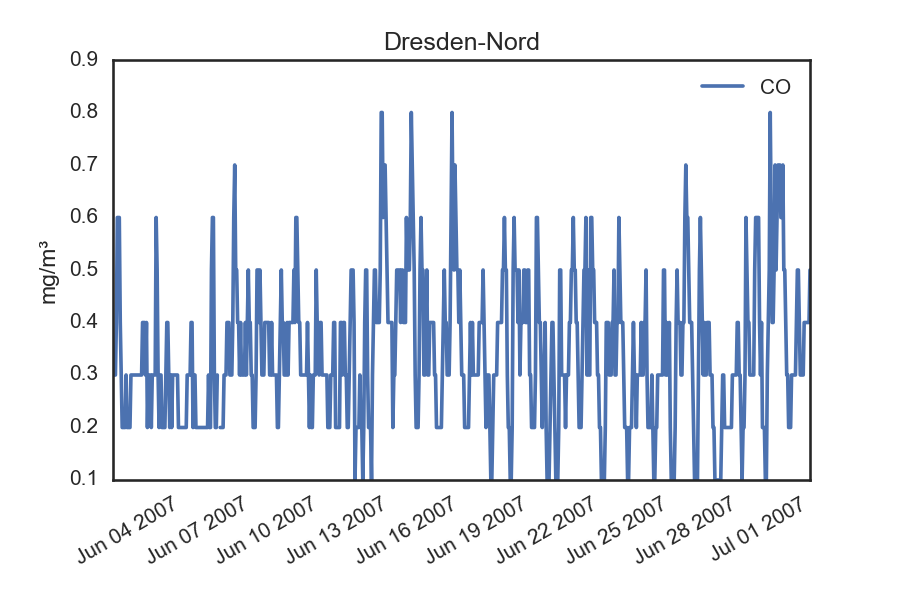 Dresden-Nord
CO
mg/m³
0.9
0.8
0.7
0.6
0.5
0.4
0.3
0.2
0.1
Jun 04 2007
Jun 07 2007
Jun 10 2007
Jun 13 2007
Jun 16 2007
Jun 19 2007
Jun 22 2007
Jun 25 2007
Jun 28 2007
Jul 01 2007